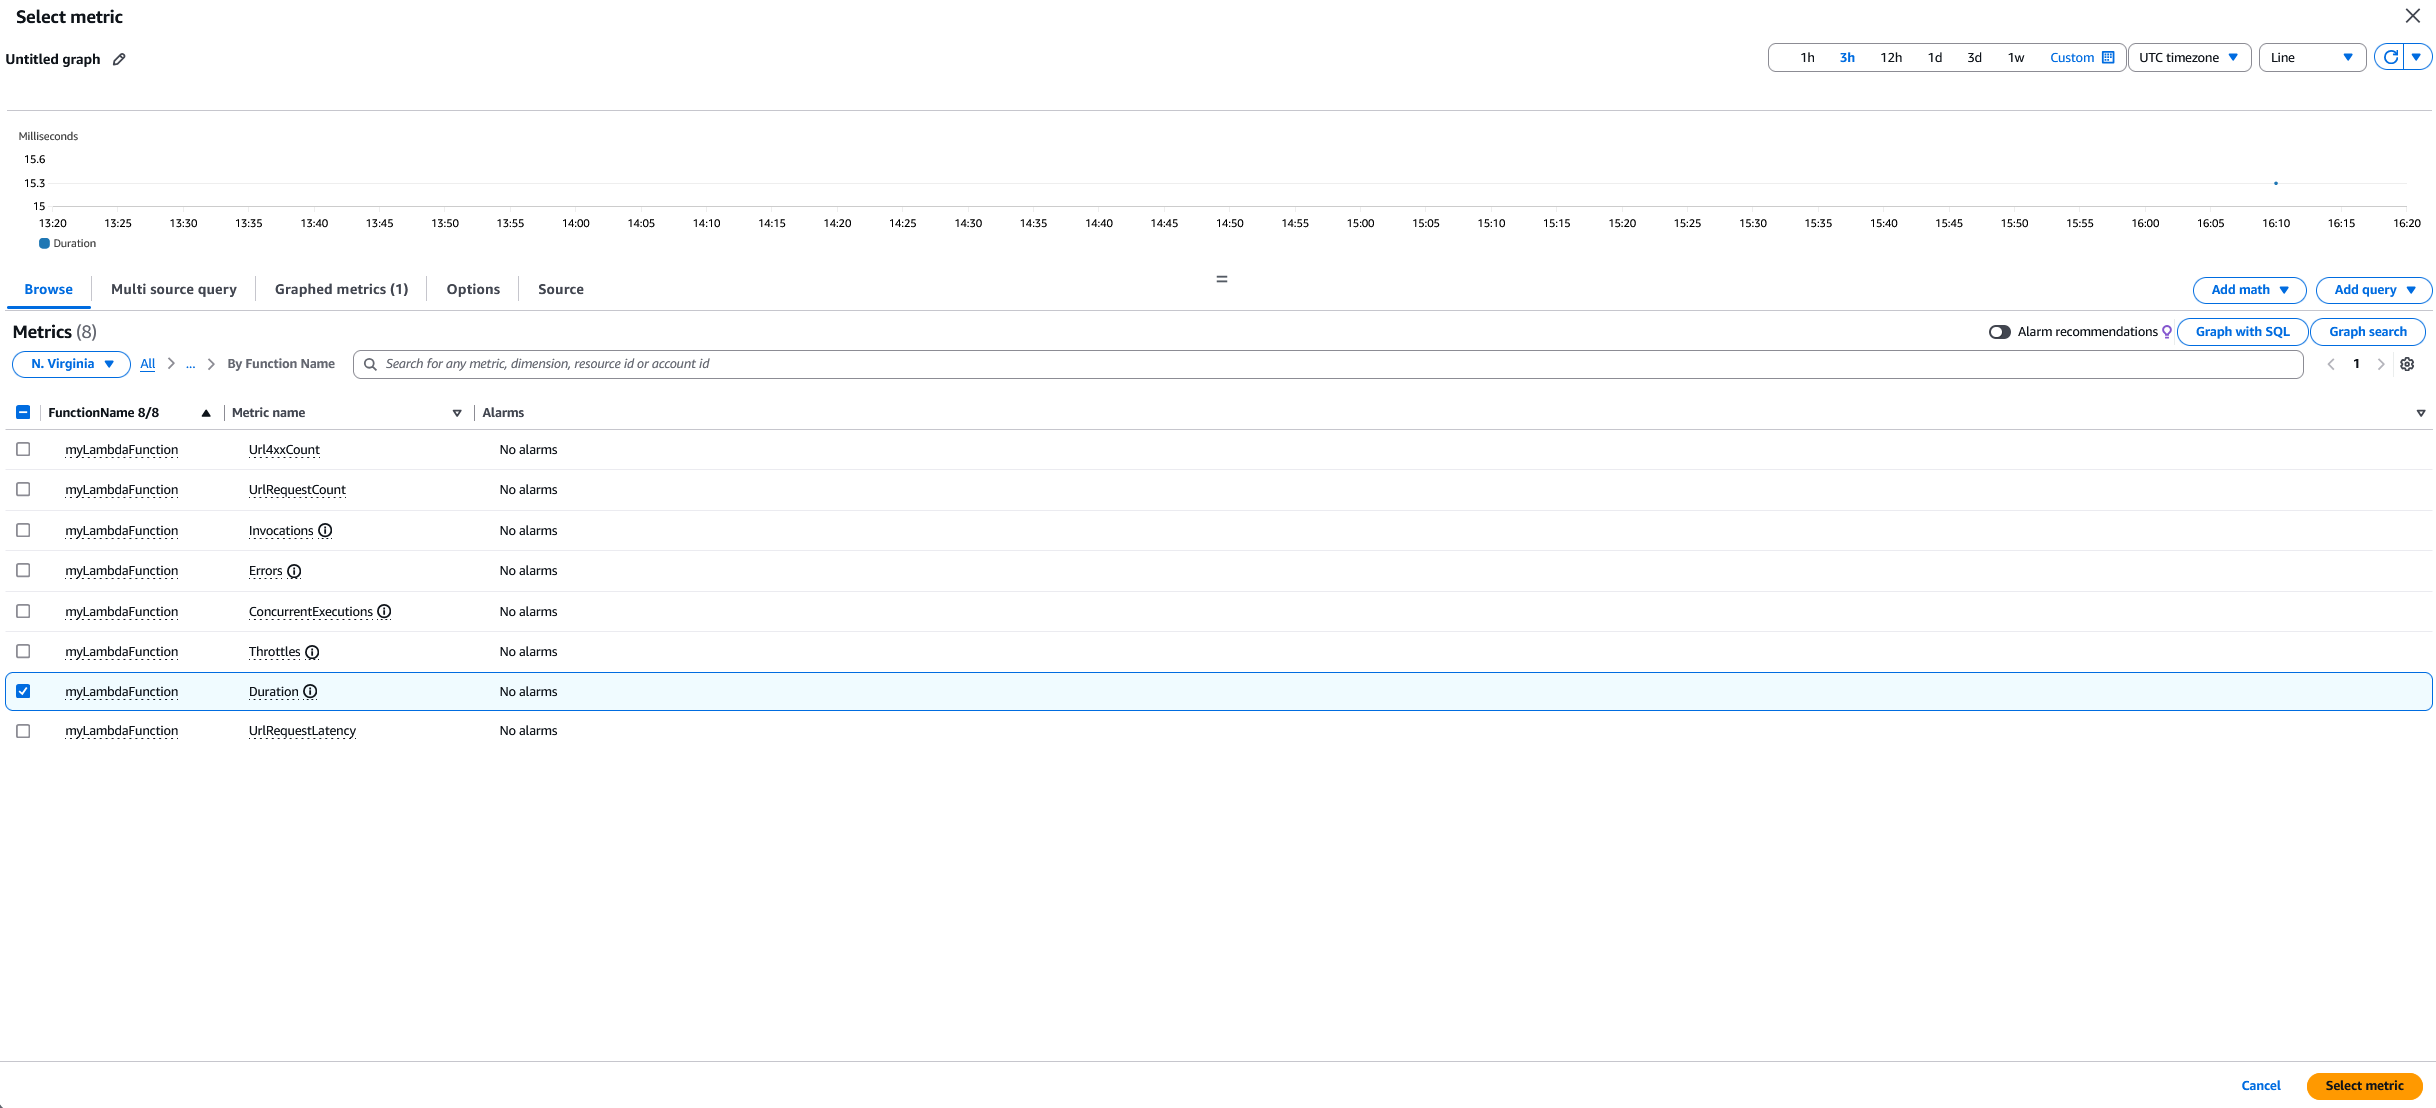 Select metric
Untitled graph
1h 3h 12h 1d 3d 1w Custom UTC timezone Line
Milliseconds
15.6
15.3
15
13:20 13:25 13:30 13:35 13:40 13:45 13:50 13:55 14:00 14:05 14:10 14:15 14:20 14:25 14:30 14:35 14:40 14:45 14:50 14:55 15:00 15:05 15:10 15:15 15:20 15:25 15:30 15:35 15:40 15:45 15:50 15:55 16:00 16:05 16:10 16:15 16:20
Duration
Browse Multi source query Graphed metrics (1) Options Source Add math Add query
Metrics (8) Alarm recommendations Graph with SQL Graph search
N. Virginia All ... By Function Name Search for any metric, dimension, resource id or account id 1
FunctionName 8/8 Metric name Alarms
myLambdaFunction Url4xxCount No alarms
myLambdaFunction UrlRequestCount No alarms
myLambdaFunction Invocations No alarms
myLambdaFunction Errors No alarms
myLambdaFunction ConcurrentExecutions No alarms
myLambdaFunction Throttles No alarms
myLambdaFunction Duration No alarms
myLambdaFunction UrlRequestLatency No alarms
Cancel Select metric